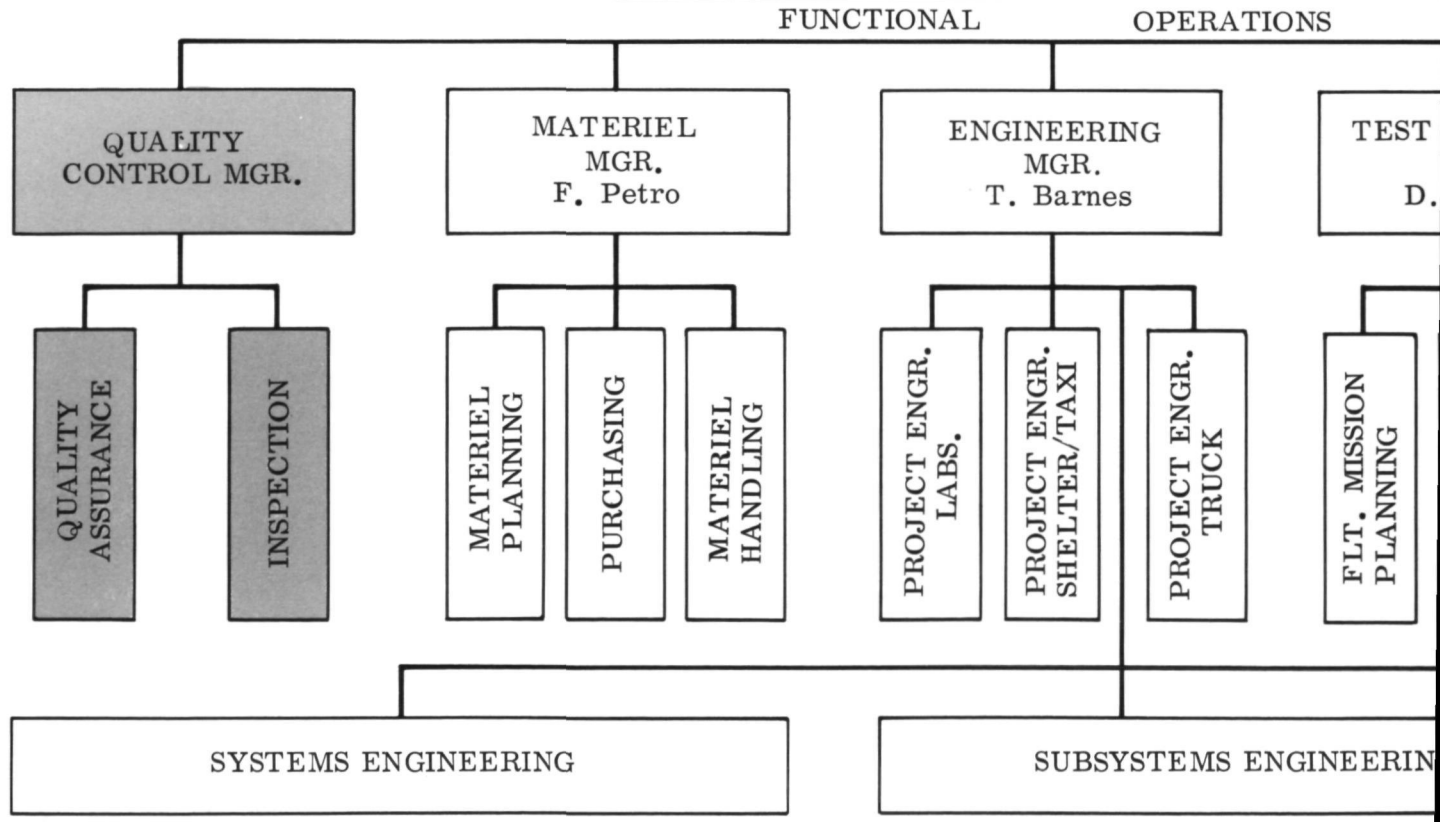 FUNCTIONAL OPERATIONS
QUALITY
CONTROL MGR.
MATERIEL
MGR.
F. Petro
ENGINEERING
MGR.
T. Barnes
TEST
D.
QUALITY
ASSURANCE
INSPECTION
MATERIEL
PLANNING
PURCHASING
MATERIEL
HANDLING
PROJECT ENGR.
LABS.
PROJECT ENGR.
SHELTER/TAXI
PROJECT ENGR.
TRUCK
FLT. MISSION
PLANNING
SYSTEMS ENGINEERING
SUBSYSTEMS ENGINEERIN